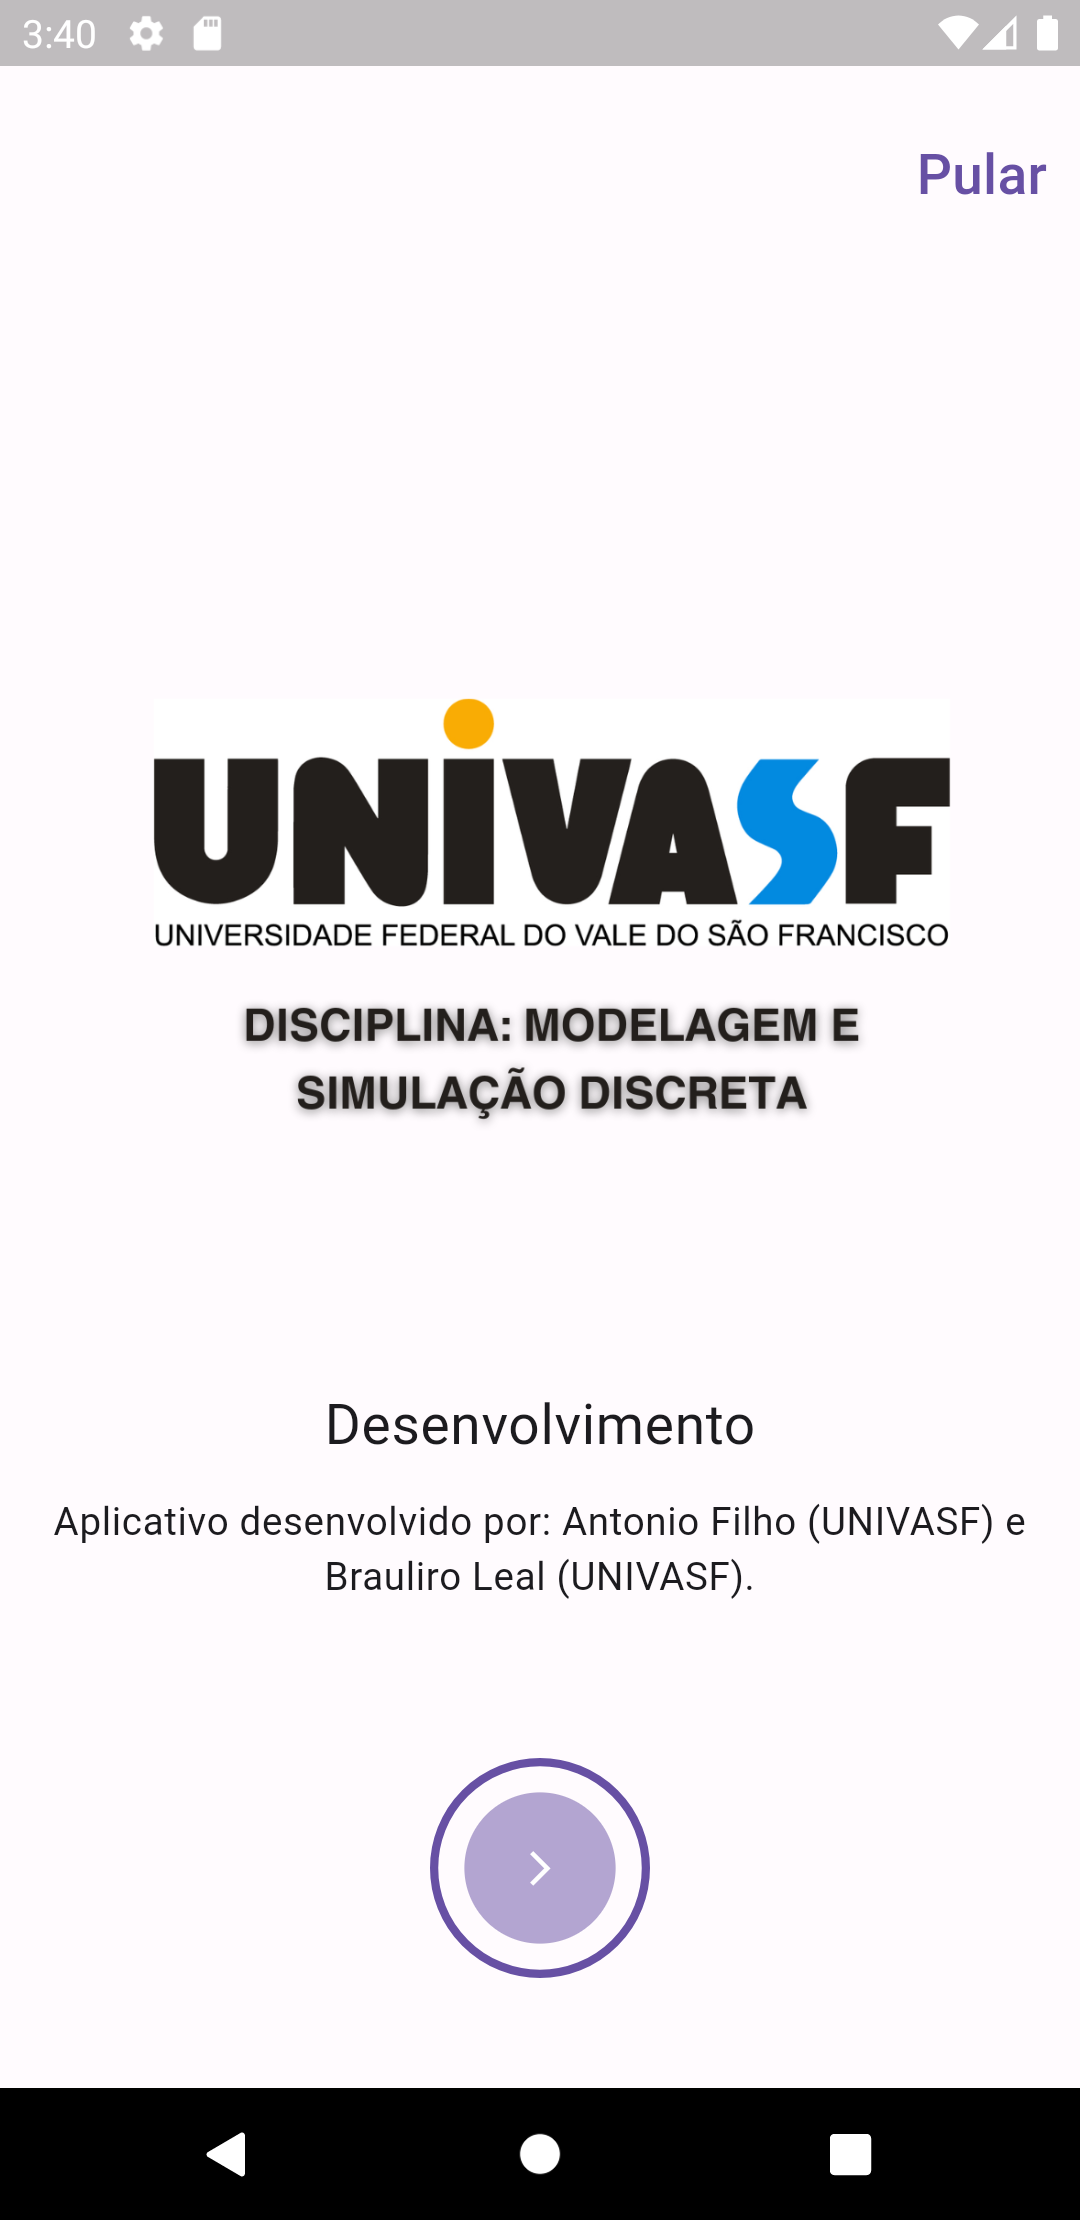 3:40
Pular
UNIVASF
UNIVERSIDADE FEDERAL DO VALE DO SÃO FRANCISCO
DISCIPLINA: MODELAGEM E
SIMULAÇÃO DISCRETA
Desenvolvimento
Aplicativo desenvolvido por: Antonio Filho (UNIVASF) e
Brauliro Leal (UNIVASF).